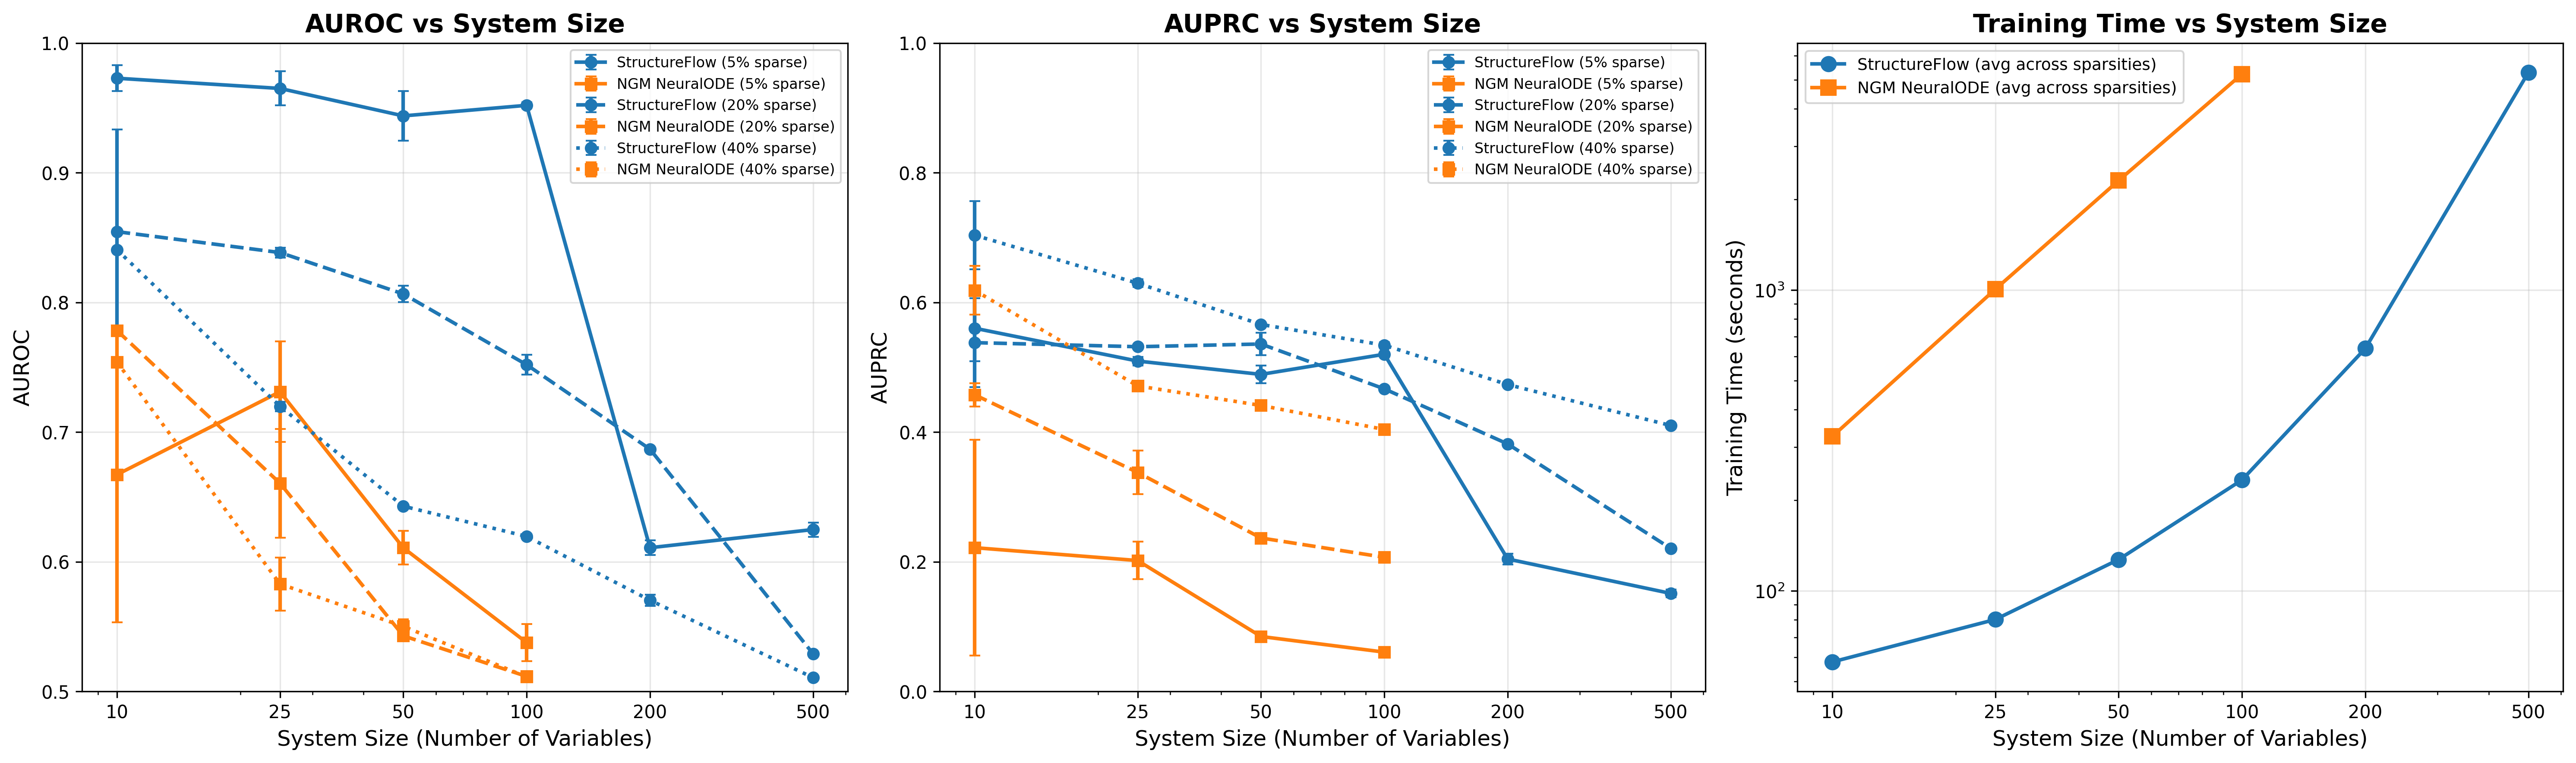 AUROC vs System Size
AUROC
1.0
0.9
0.8
0.7
0.6
0.5
StructureFlow (5% sparse)
NGM NeuralODE (5% sparse)
StructureFlow (20% sparse)
NGM NeuralODE (20% sparse)
StructureFlow (40% sparse)
NGM NeuralODE (40% sparse)
10 25 50 100 200 500
System Size (Number of Variables)
AUPRC vs System Size
AUPRC
1.0
0.8
0.6
0.4
0.2
0.0
StructureFlow (5% sparse)
NGM NeuralODE (5% sparse)
StructureFlow (20% sparse)
NGM NeuralODE (20% sparse)
StructureFlow (40% sparse)
NGM NeuralODE (40% sparse)
10 25 50 100 200 500
System Size (Number of Variables)
Training Time vs System Size
Training Time (seconds)
10³
10²
StructureFlow (avg across sparsities)
NGM NeuralODE (avg across sparsities)
10 25 50 100 200 500
System Size (Number of Variables)